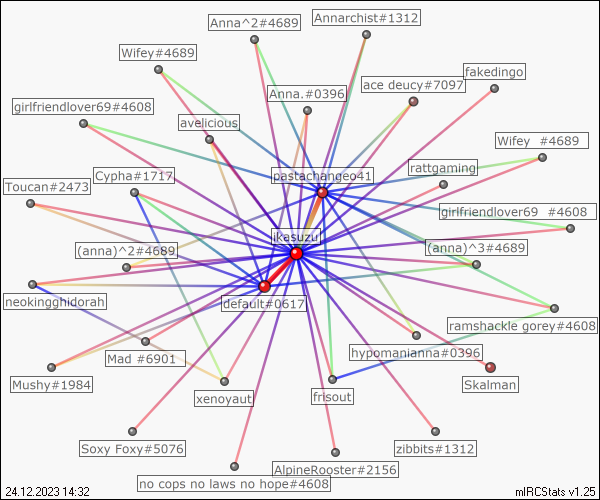 Anna^2#4689
Annarchist#1312
Wifey#4689
fakedingo
ace deucy#7097
Anna.#0396
girlfriendlover69#4608
avelicious
Wifey  #4689
rattgaming
pastachangeo41
Cypha#1717
Toucan#2473
girlfriendlover69  #4608
ikasuzu
(anna)^2#4689
(anna)^3#4689
neokingghidorah
default#0617
ramshackle gorey#4608
hypomanianna#0396
Mad #6901
Mushy#1984
Skalman
xenoyaut
frisout
Soxy Foxy#5076
zibbits#1312
AlpineRooster#2156
no cops no laws no hope#4608
24.12.2023 14:32
mIRCStats v1.25